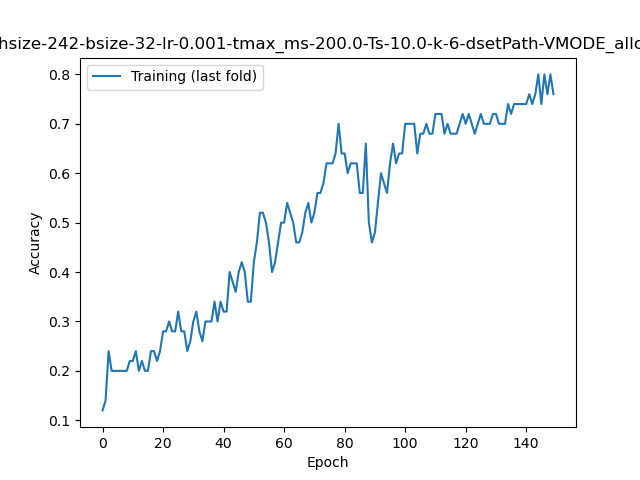 hsize-242-bsize-32-lr-0.001-tmax_ms-200.0-Ts-10.0-k-6-dsetPath-VMODE_allo
Training (last fold)
0.8
0.7
0.6
0.5
0.4
0.3
0.2
0.1
Accuracy
0 20 40 60 80 100 120 140
Epoch